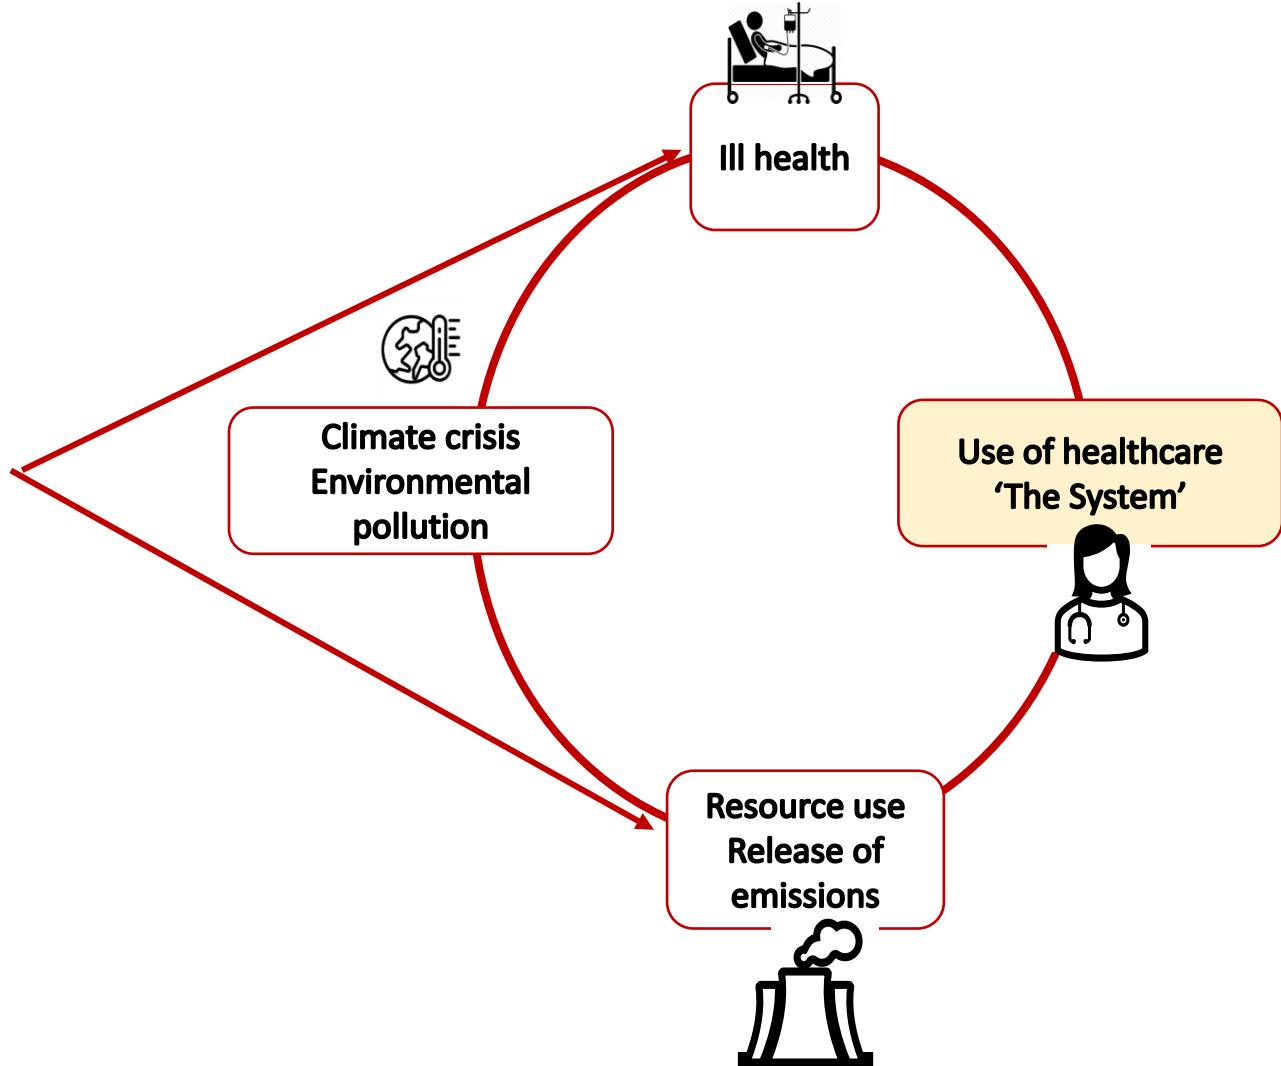 Ill health
Climate crisis
Environmental
pollution
Use of healthcare
‘The System’
Resource use
Release of
emissions